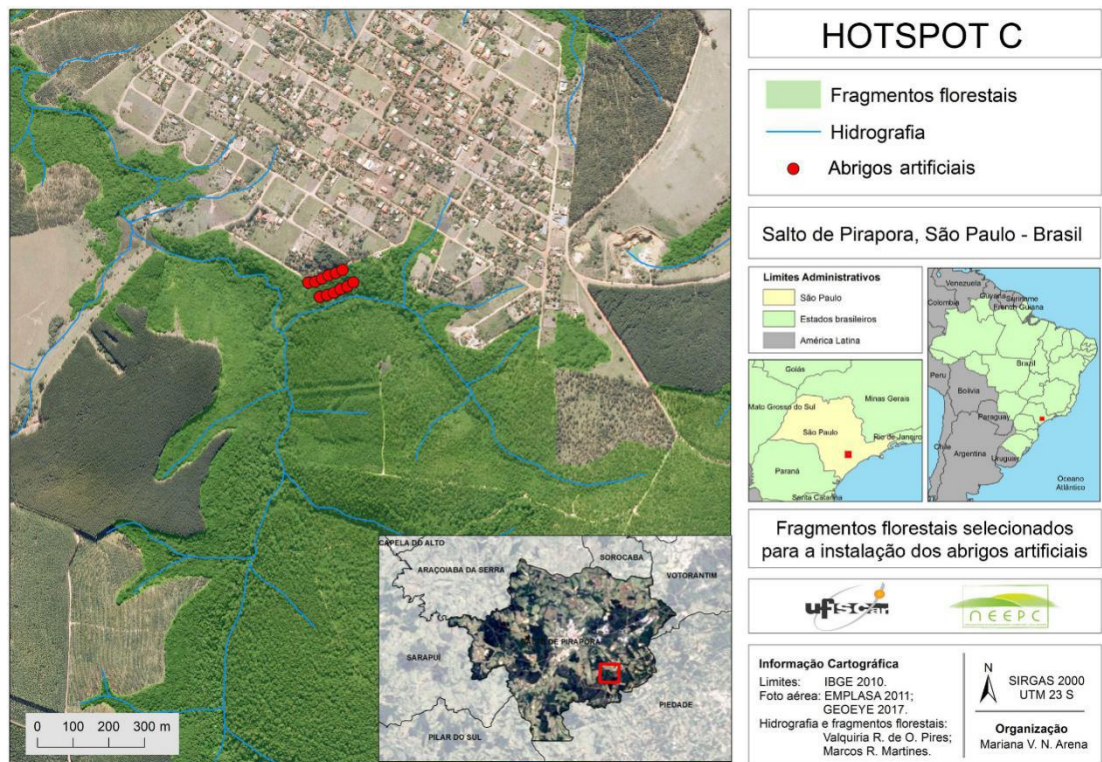 HOTSPOT C
Fragmentos florestais
Hidrografia
Abrigos artificiais
Salto de Pirapora, São Paulo - Brasil
Limites Administrativos
São Paulo
Estados brasileiros
América Latina
Goiás
Mato Grosso do Sul
Minas Gerais
São Paulo
Rio de Janeiro
Paraná
Santa Catarina
Venezuela
Guyana
Suriname
Colombia
French Guiana
Brazil
Peru
Bolivia
Paraguay
Chile
Argentina
Uruguay
Oceano
Atlântico
Fragmentos florestais selecionados
para a instalação dos abrigos artificiais
ufscar
NEEPC
Informação Cartográfica
Limites: IBGE 2010.
Foto aérea: EMPLASA 2011;
GEOEYE 2017.
Hidrografia e fragmentos florestais:
Valquiria R. de O. Pires;
Marcos R. Martines.
N
SIRGAS 2000
UTM 23 S
Organização
Mariana V. N. Arena
CAPELA DO ALTO
ARAÇOIABA DA SERRA
SOROCABA
VOTORANTIM
DE PIRAPORA
SARAPUÍ
PIEDADE
PILAR DO SUL
0 100 200 300 m